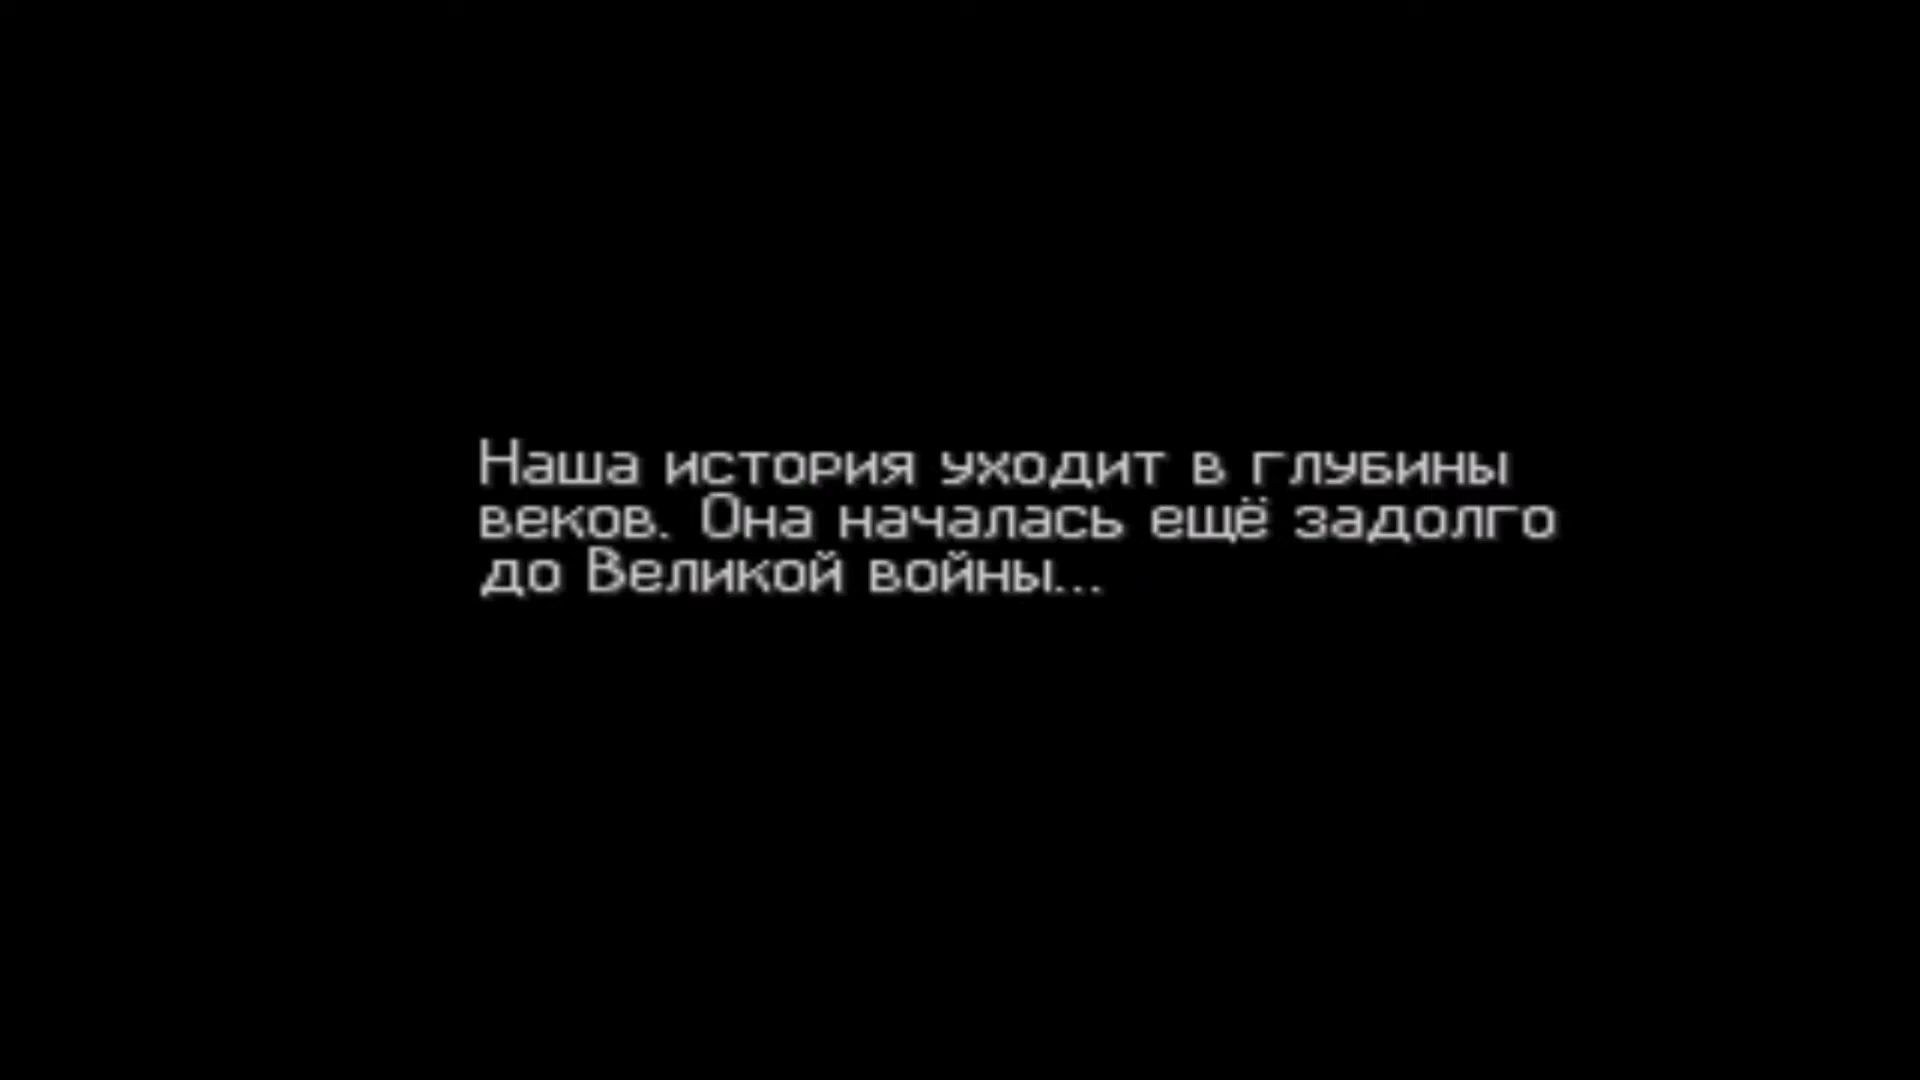 Наша история уходит в глубины
веков. Она началась ещё задолго
до Великой войны...